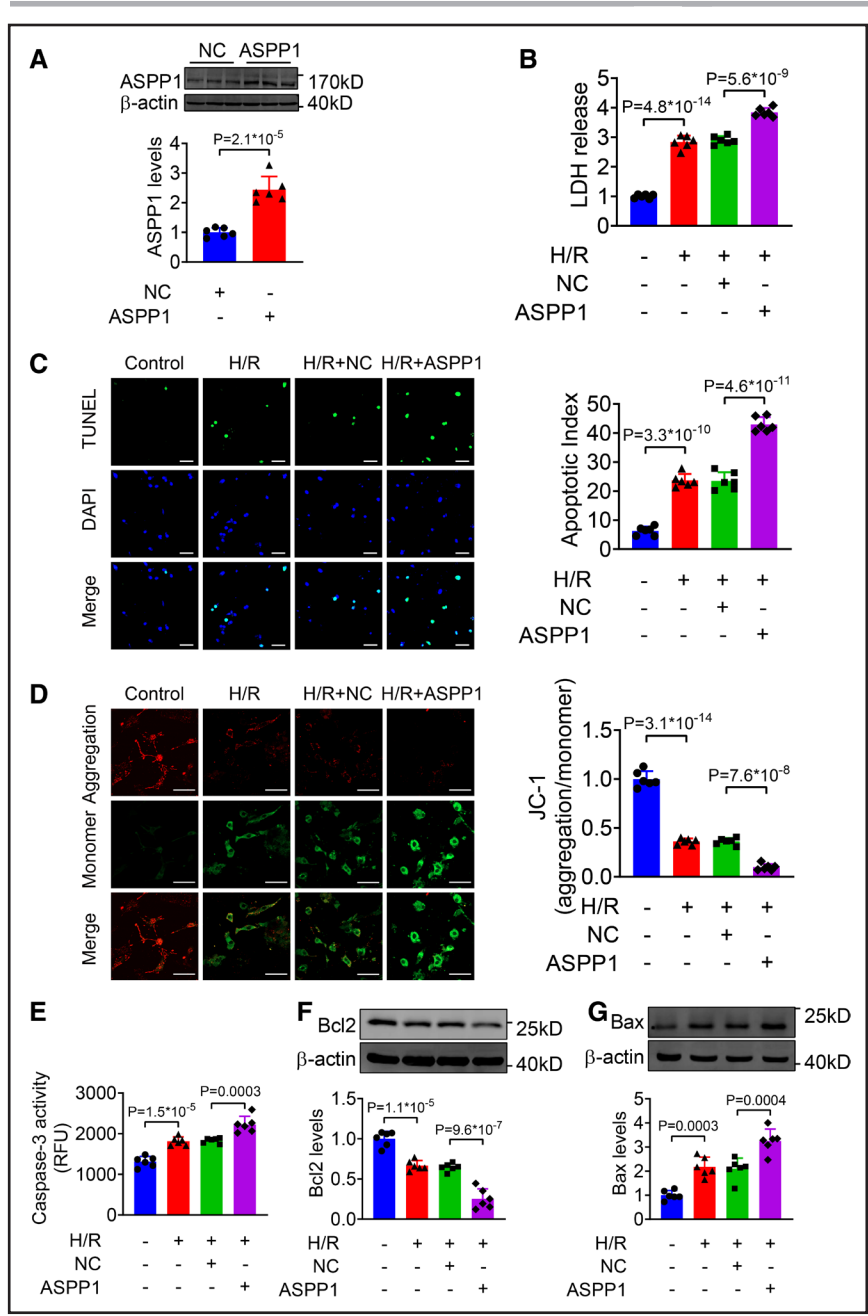 A
NC ASPP1
ASPP1 170kD
β-actin 40kD
ASPP1 levels
4
3
2
1
0
P=2.1*10-5
NC + -
ASPP1 - +
B
LDH release
5
4
3
2
1
0
P=4.8*10-14
P=5.6*10-9
H/R - + + +
NC - - + -
ASPP1 - - - +
C
Control H/R H/R+NC H/R+ASPP1
TUNEL
DAPI
Merge
Apoptotic Index
50
40
30
20
10
0
P=3.3*10-10
P=4.6*10-11
H/R - + + +
NC - - + -
ASPP1 - - - +
D
Control H/R H/R+NC H/R+ASPP1
Aggregation
Monomer
Merge
JC-1
(aggregation/monomer)
1.5
1.0
0.5
0.0
P=3.1*10-14
P=7.6*10-8
H/R - + + +
NC - - + -
ASPP1 - - - +
E
Caspase-3 activity
(RFU)
3000
2000
1000
0
P=1.5*10-5
P=0.0003
H/R - + + +
NC - - + -
ASPP1 - - - +
F
Bcl2 25kD
β-actin 40kD
Bcl2 levels
1.5
1.0
0.5
0.0
P=1.1*10-5
P=9.6*10-7
H/R - + + +
NC - - + -
ASPP1 - - - +
G
Bax 25kD
β-actin 40kD
Bax levels
5
4
3
2
1
0
P=0.0003
P=0.0004
H/R - + + +
NC - - + -
ASPP1 - - - +